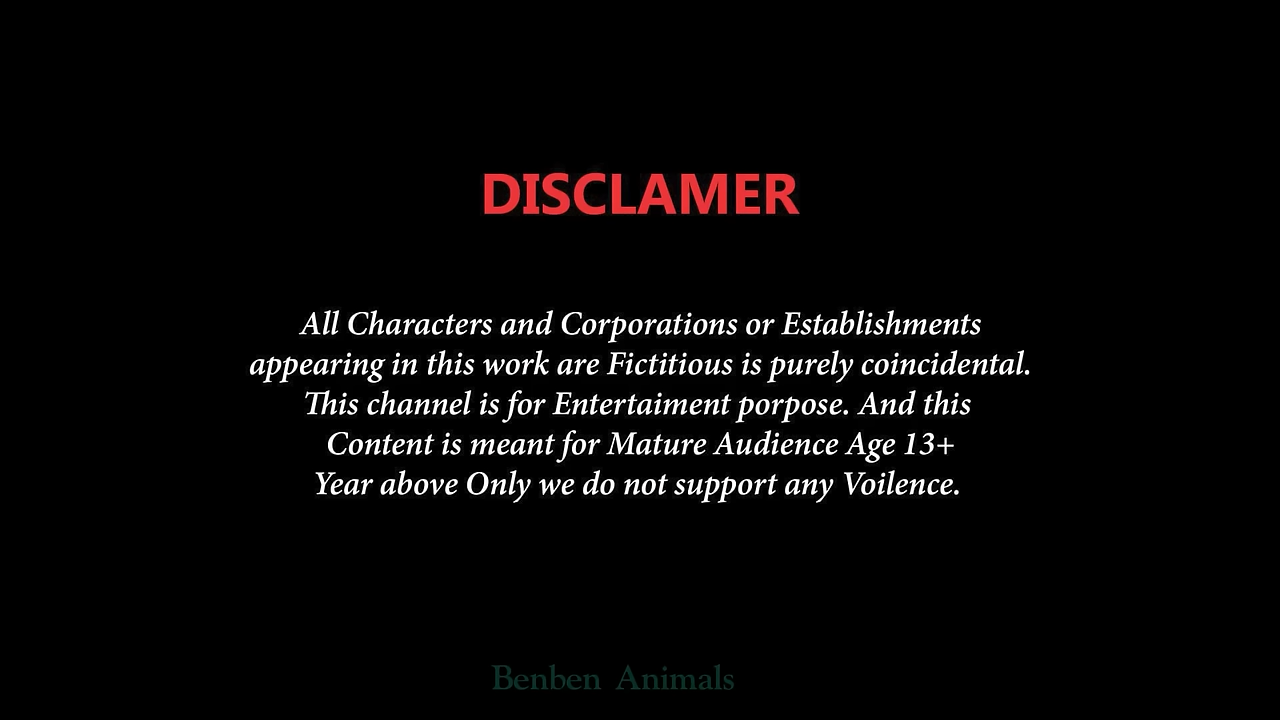 DISCLAMER
All Characters and Corporations or Establishments
appearing in this work are Fictitious is purely coincidental.
This channel is for Entertaiment porpose. And this
Content is meant for Mature Audience Age 13+
Year above Only we do not support any Voilence.
Benben Animals